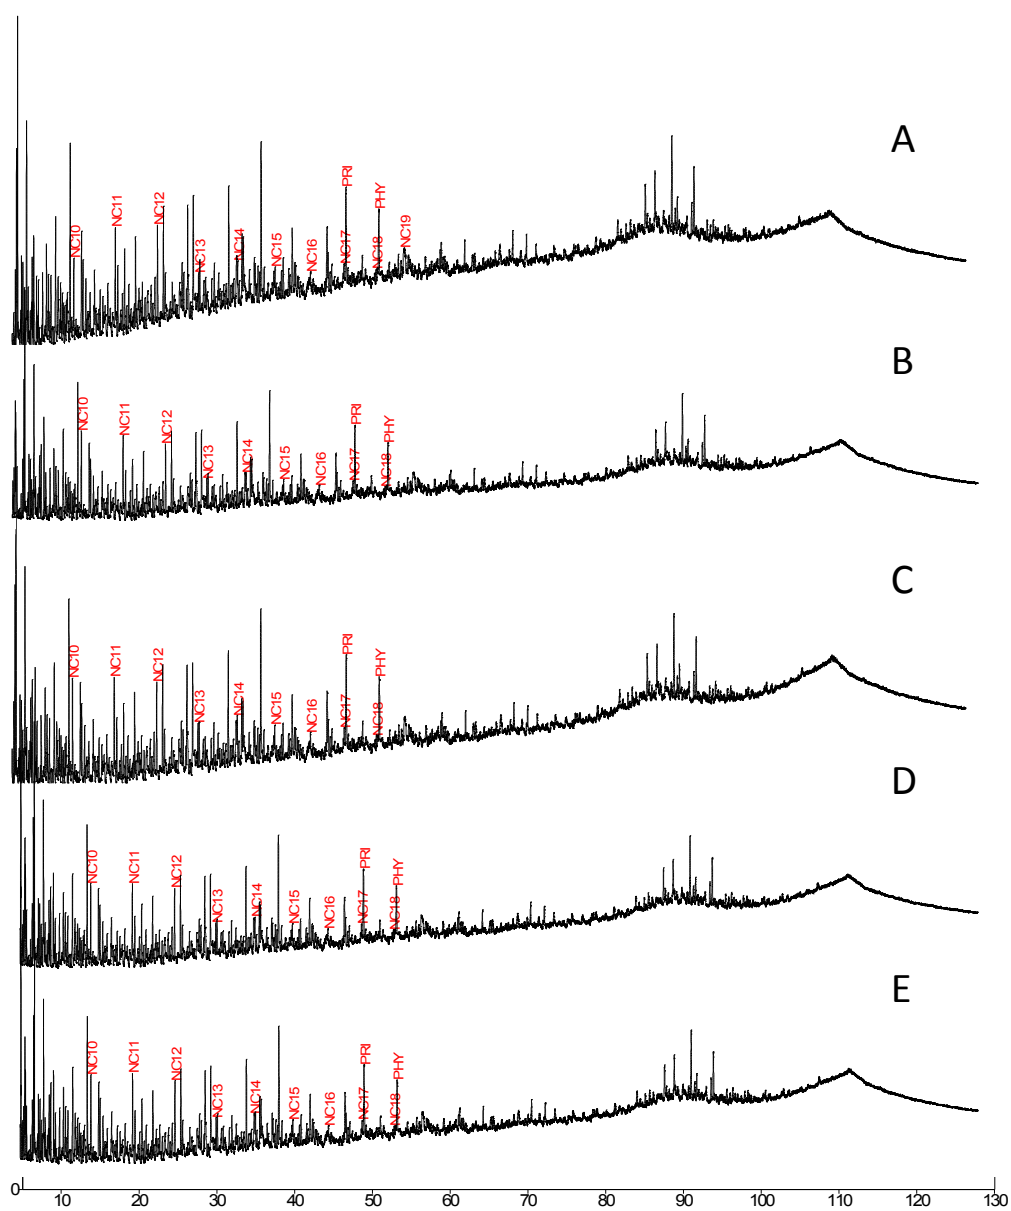 A
NC10 NC11 NC12 NC13 NC14 NC15 NC16 NC17 PRI NC18 PHY NC19
B
NC10 NC11 NC12 NC13 NC14 NC15 NC16 NC17 PRI NC18 PHY
C
NC10 NC11 NC12 NC13 NC14 NC15 NC16 NC17 PRI NC18 PHY
D
NC10 NC11 NC12 NC13 NC14 NC15 NC16 NC17 PRI NC18 PHY
E
NC10 NC11 NC12 NC13 NC14 NC15 NC16 NC17 PRI NC18 PHY
0 10 20 30 40 50 60 70 80 90 100 110 120 130